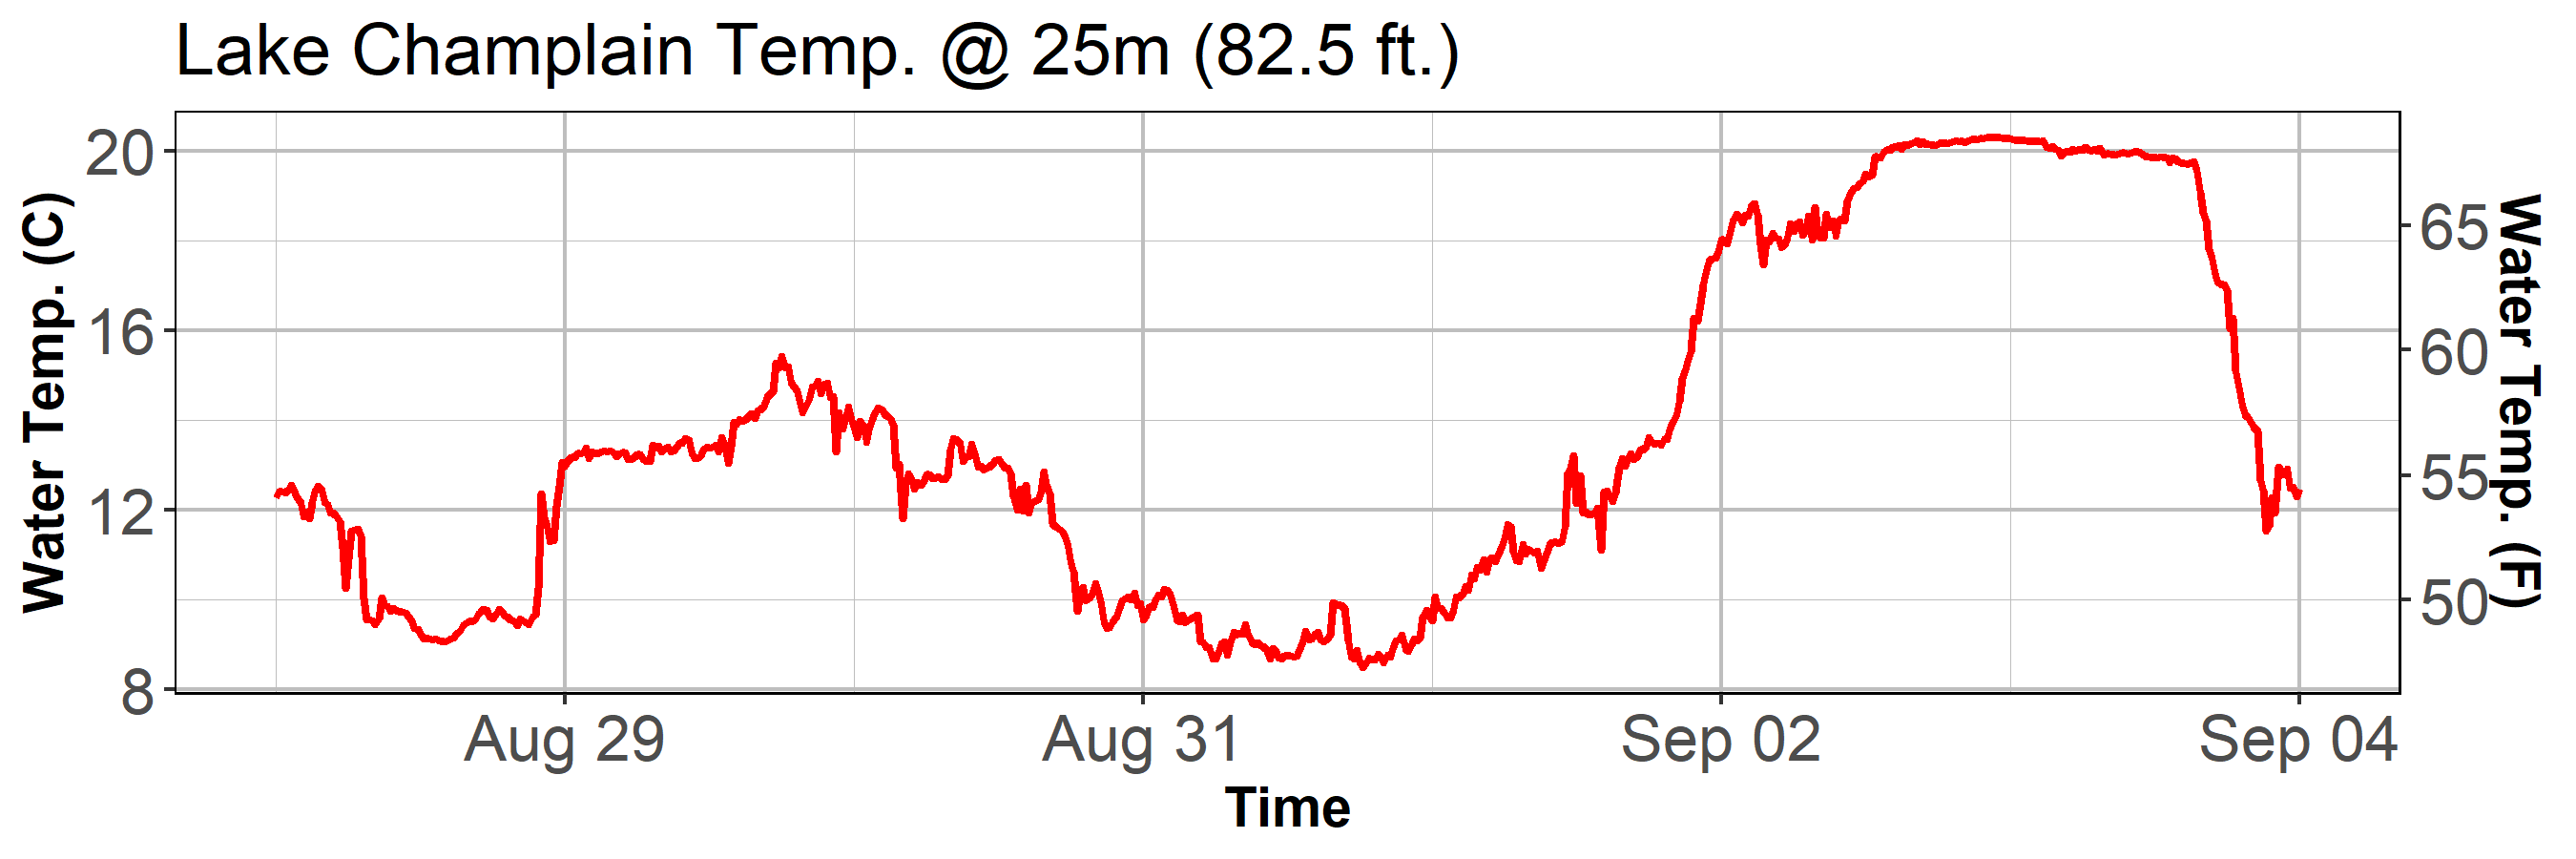 Lake Champlain Temp. @ 25m (82.5 ft.)
Water Temp. (C)
20
16
12
8
65
60
55
50
Water Temp. (F)
Aug 29
Aug 31
Sep 02
Sep 04
Time